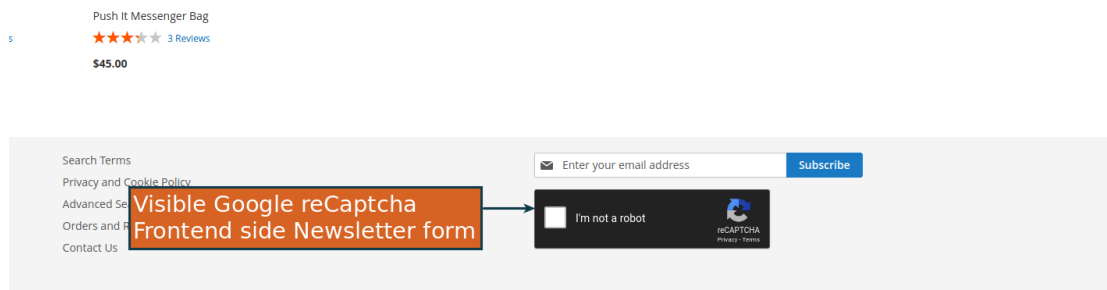 Push It Messenger Bag
s
3 Reviews
$45.00
Search Terms
Privacy and Cookie Policy
Advanced Se
Orders and R
Contact Us
Visible Google reCaptcha
Frontend side Newsletter form
Enter your email address
Subscribe
I'm not a robot
reCAPTCHA
Privacy - Terms